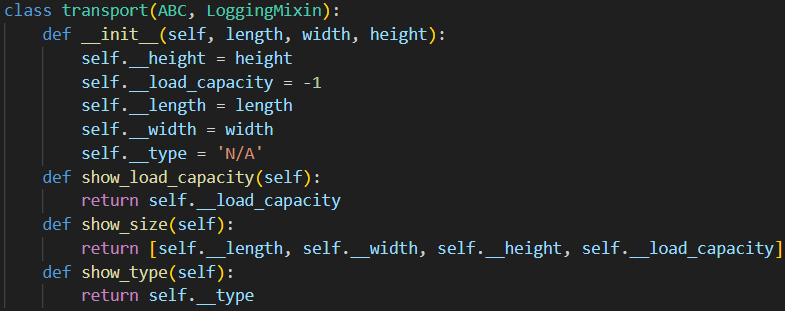 class transport(ABC, LoggingMixin):
    def __init__(self, length, width, height):
        self.__height = height
        self.__load_capacity = -1
        self.__length = length
        self.__width = width
        self.__type = 'N/A'
    def show_load_capacity(self):
        return self.__load_capacity
    def show_size(self):
        return [self.__length, self.__width, self.__height, self.__load_capacity]
    def show_type(self):
        return self.__type